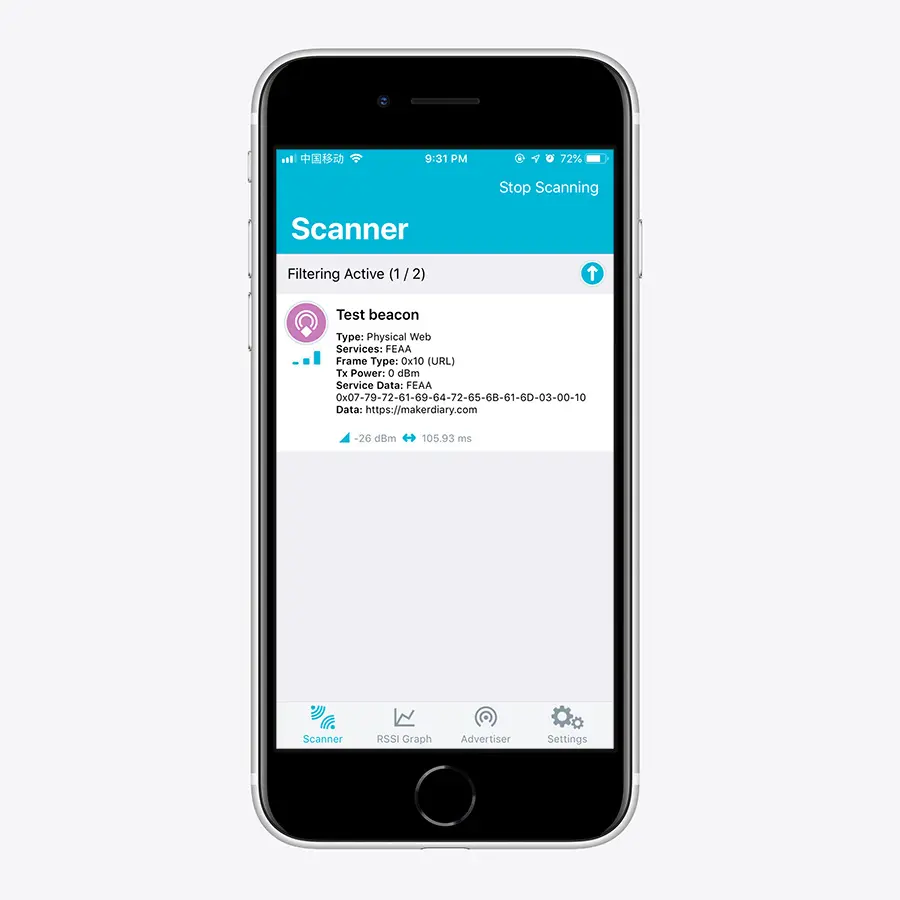 中国移动 9:31 PM 72%
Stop Scanning
Scanner
Filtering Active (1 / 2)
Test beacon
Type: Physical Web
Services: FEAA
Frame Type: 0x10 (URL)
Tx Power: 0 dBm
Service Data: FEAA
0x07-79-72-61-69-64-72-65-6B-61-6D-03-00-10
Data: https://makerdiary.com
-26 dBm 105.93 ms
Scanner RSSI Graph Advertiser Settings